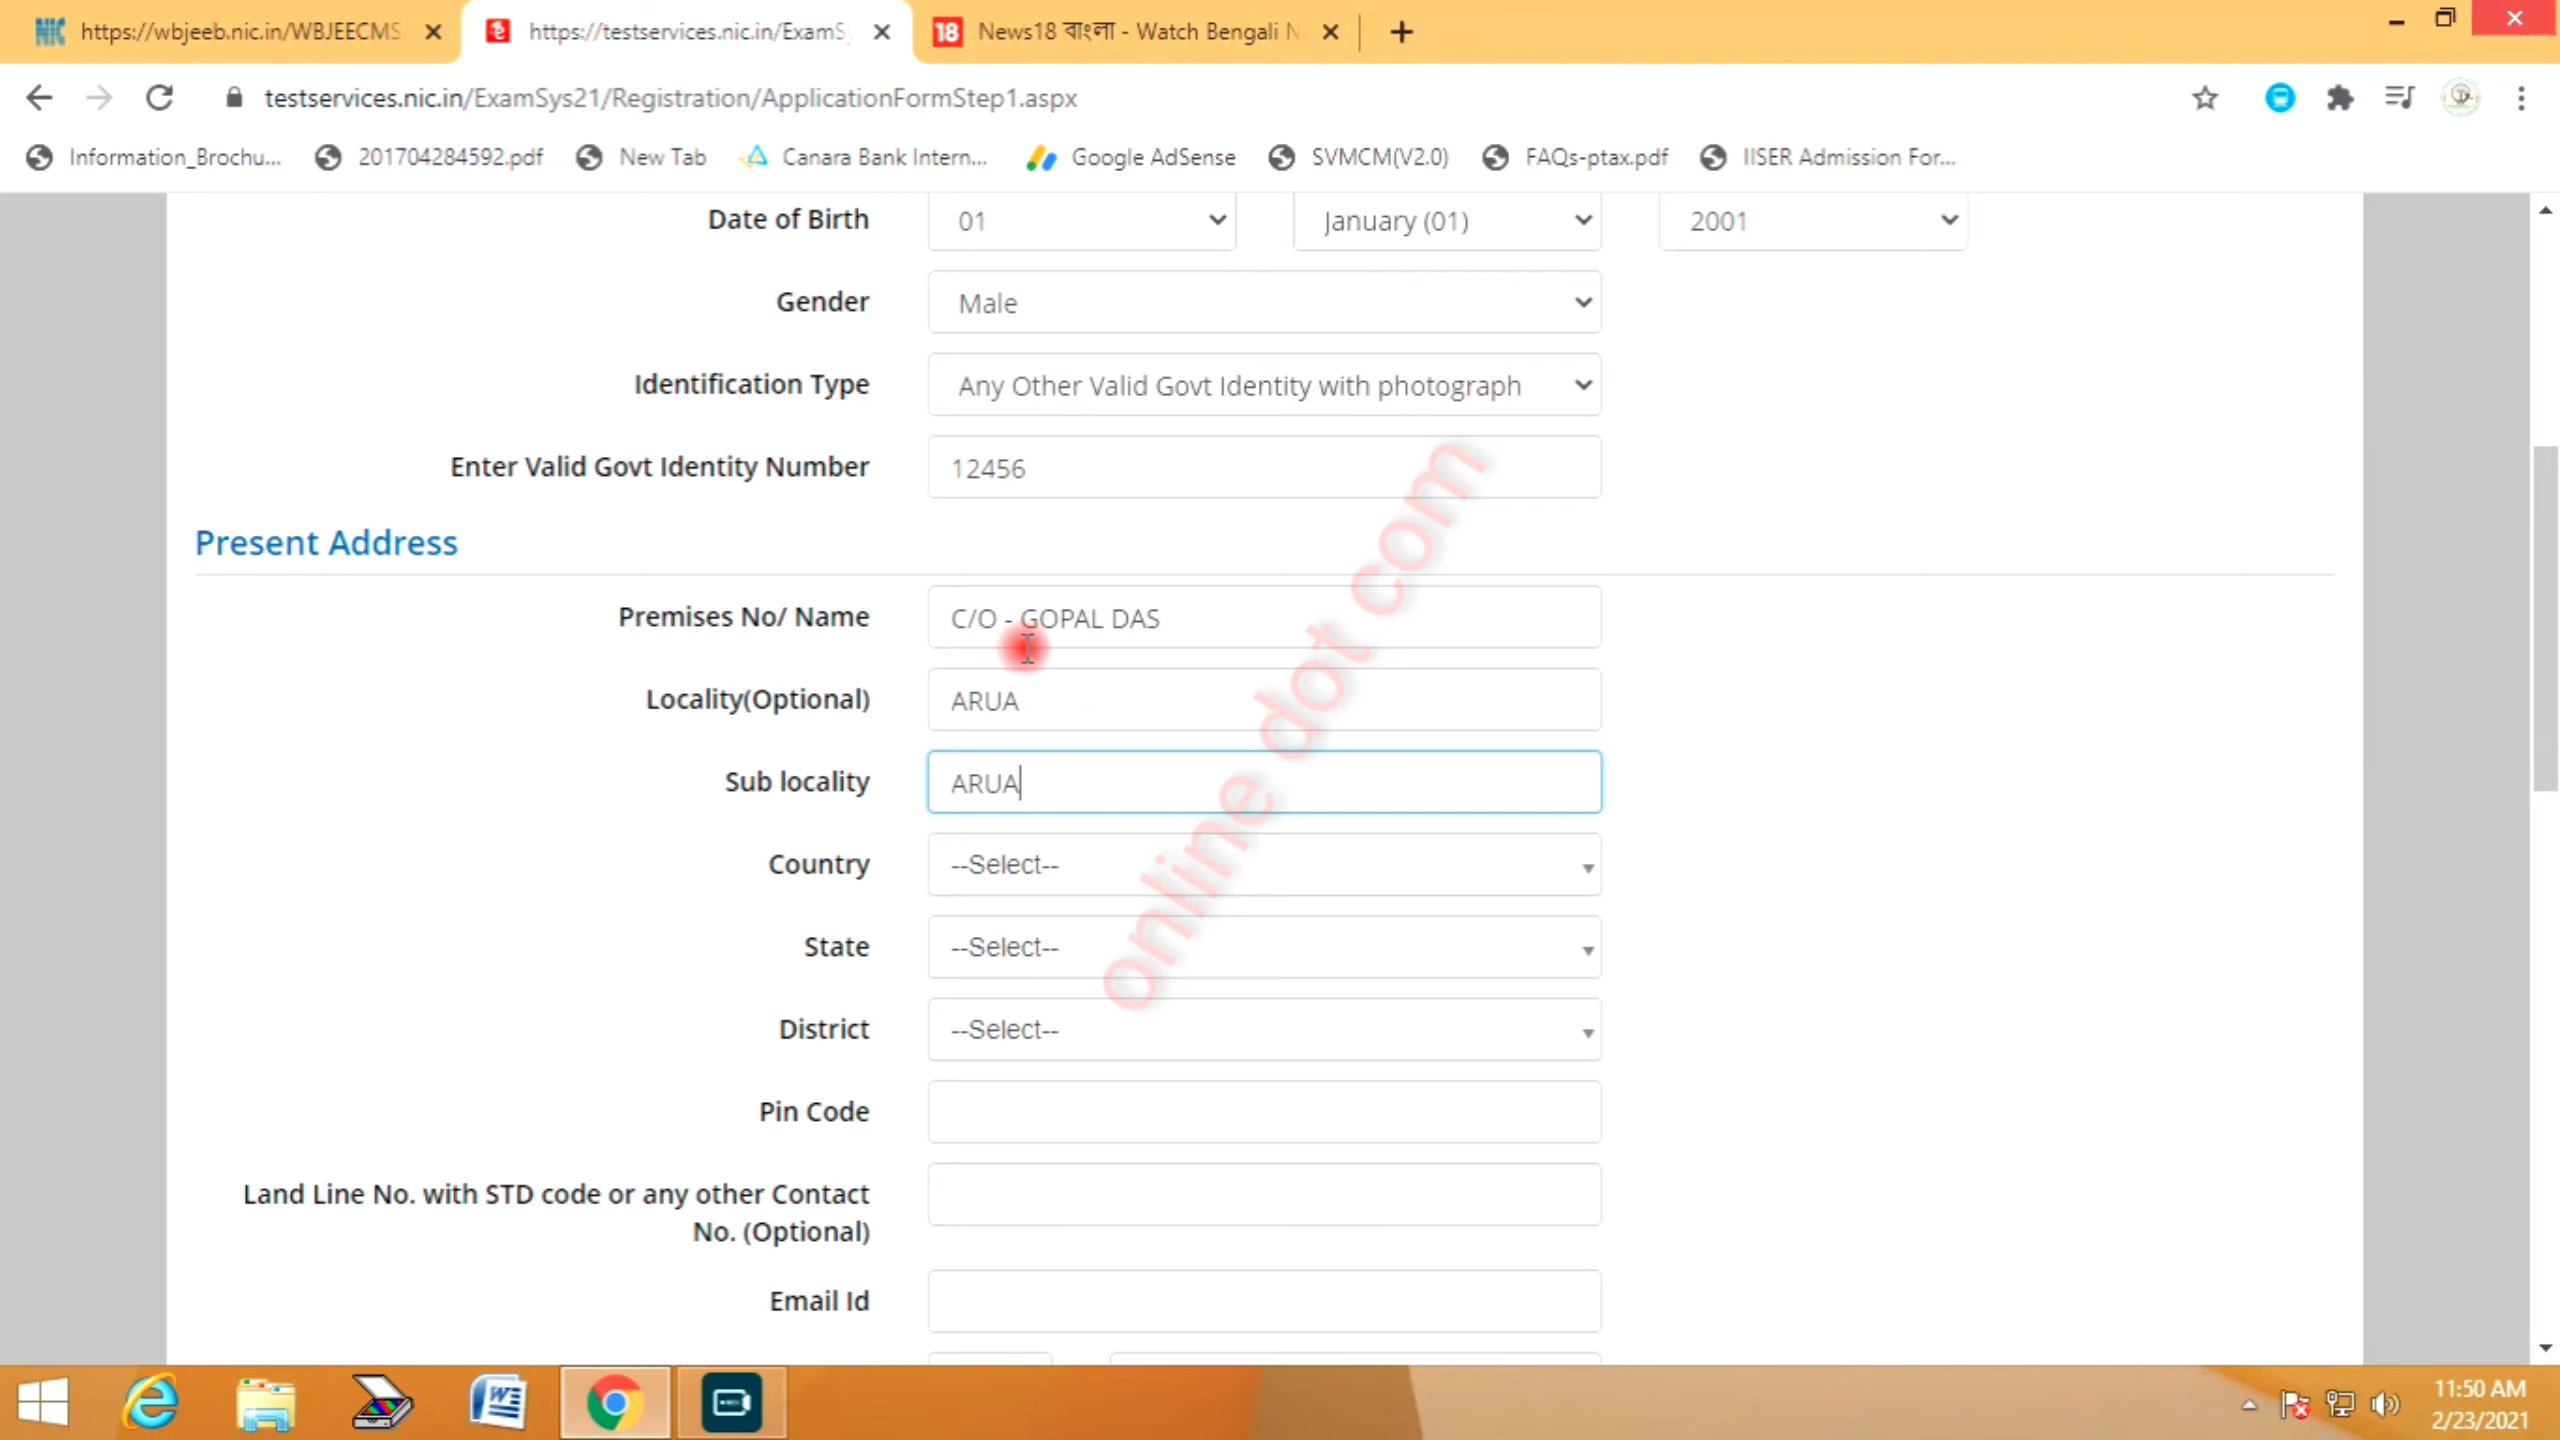 https://wbjeeb.nic.in/WBJEECMS
https://testservices.nic.in/ExamS
18 News18 বাংলা - Watch Bengali N
testservices.nic.in/ExamSys21/Registration/ApplicationFormStep1.aspx
Information_Brochu... 201704284592.pdf New Tab Canara Bank Intern... Google AdSense SVMCM(V2.0) FAQs-ptax.pdf IISER Admission For...
Date of Birth 01 January (01) 2001
Gender Male
Identification Type Any Other Valid Govt Identity with photograph
Enter Valid Govt Identity Number 12456
Present Address
Premises No/ Name C/O - GOPAL DAS
Locality(Optional) ARUA
Sub locality ARUA
Country --Select--
State --Select--
District --Select--
Pin Code
Land Line No. with STD code or any other Contact
No. (Optional)
Email Id
online dot com
11:50 AM
2/23/2021